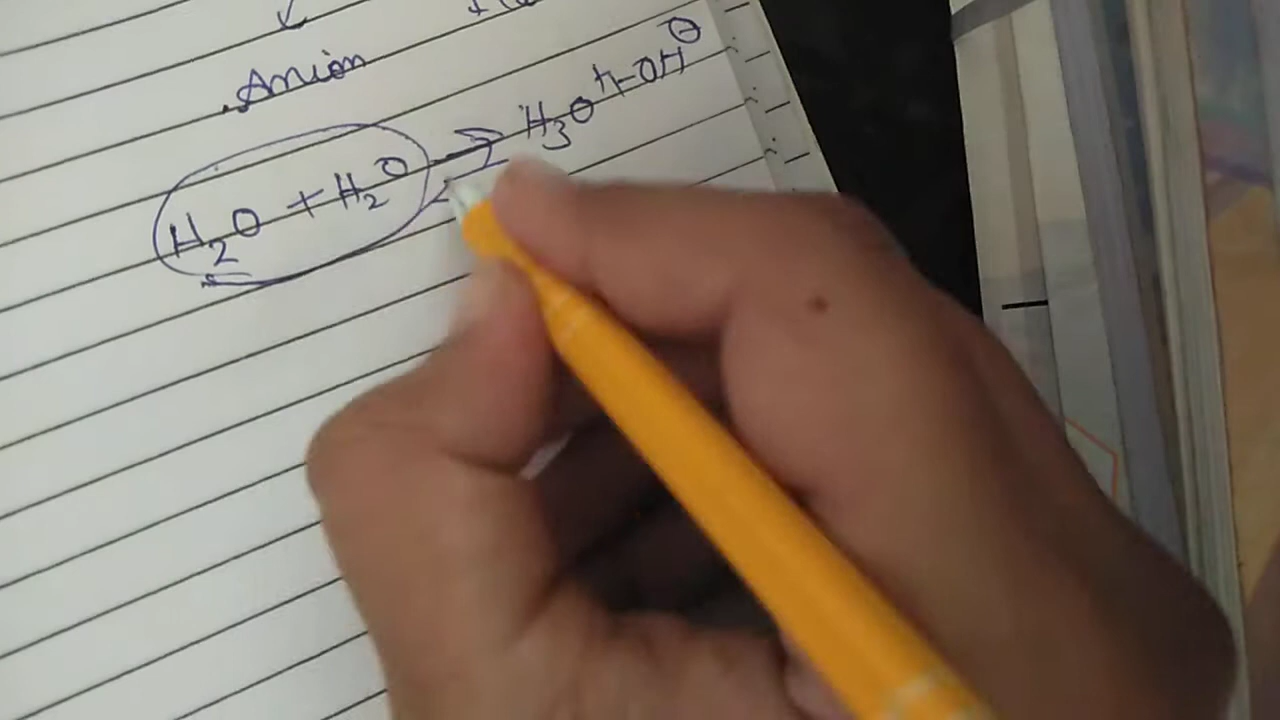 Anion
H₂O + H₂O ⇌ H₃O⁺ + OH⊖